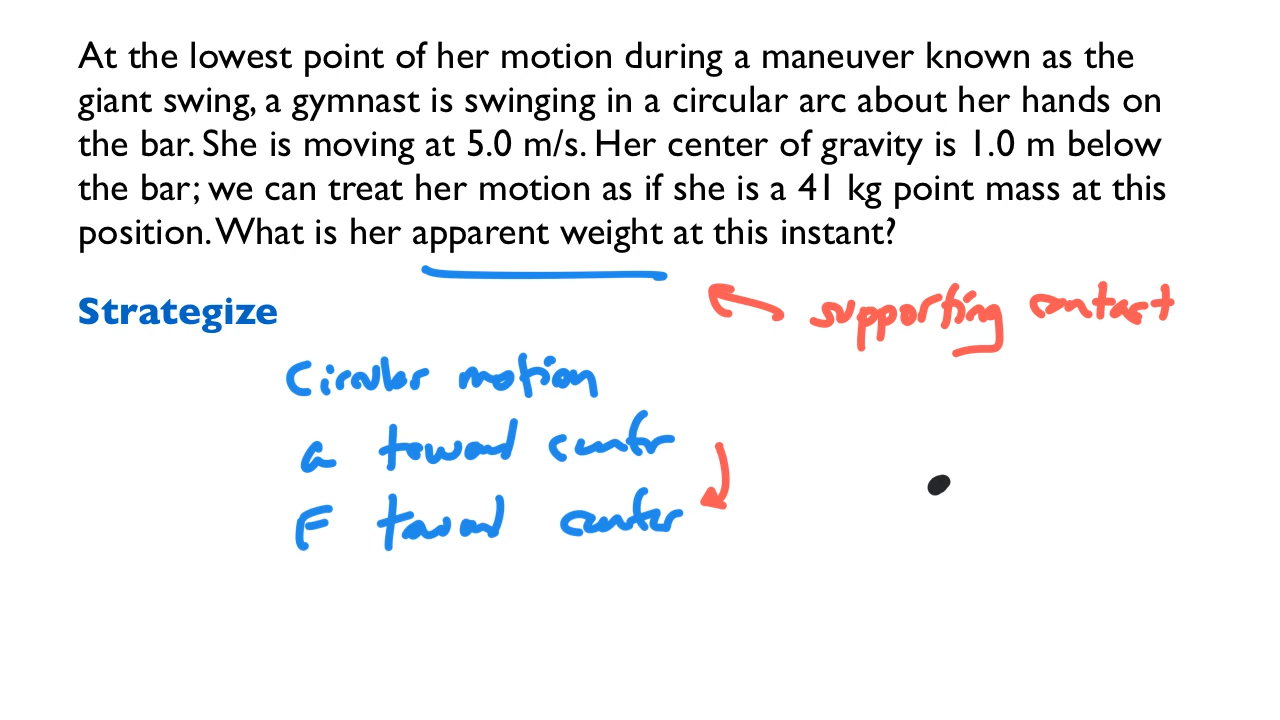 At the lowest point of her motion during a maneuver known as the
giant swing, a gymnast is swinging in a circular arc about her hands on
the bar. She is moving at 5.0 m/s. Her center of gravity is 1.0 m below
the bar; we can treat her motion as if she is a 41 kg point mass at this
position. What is her apparent weight at this instant?
Strategize
supporting contact
Circular motion
a toward center
F toward center